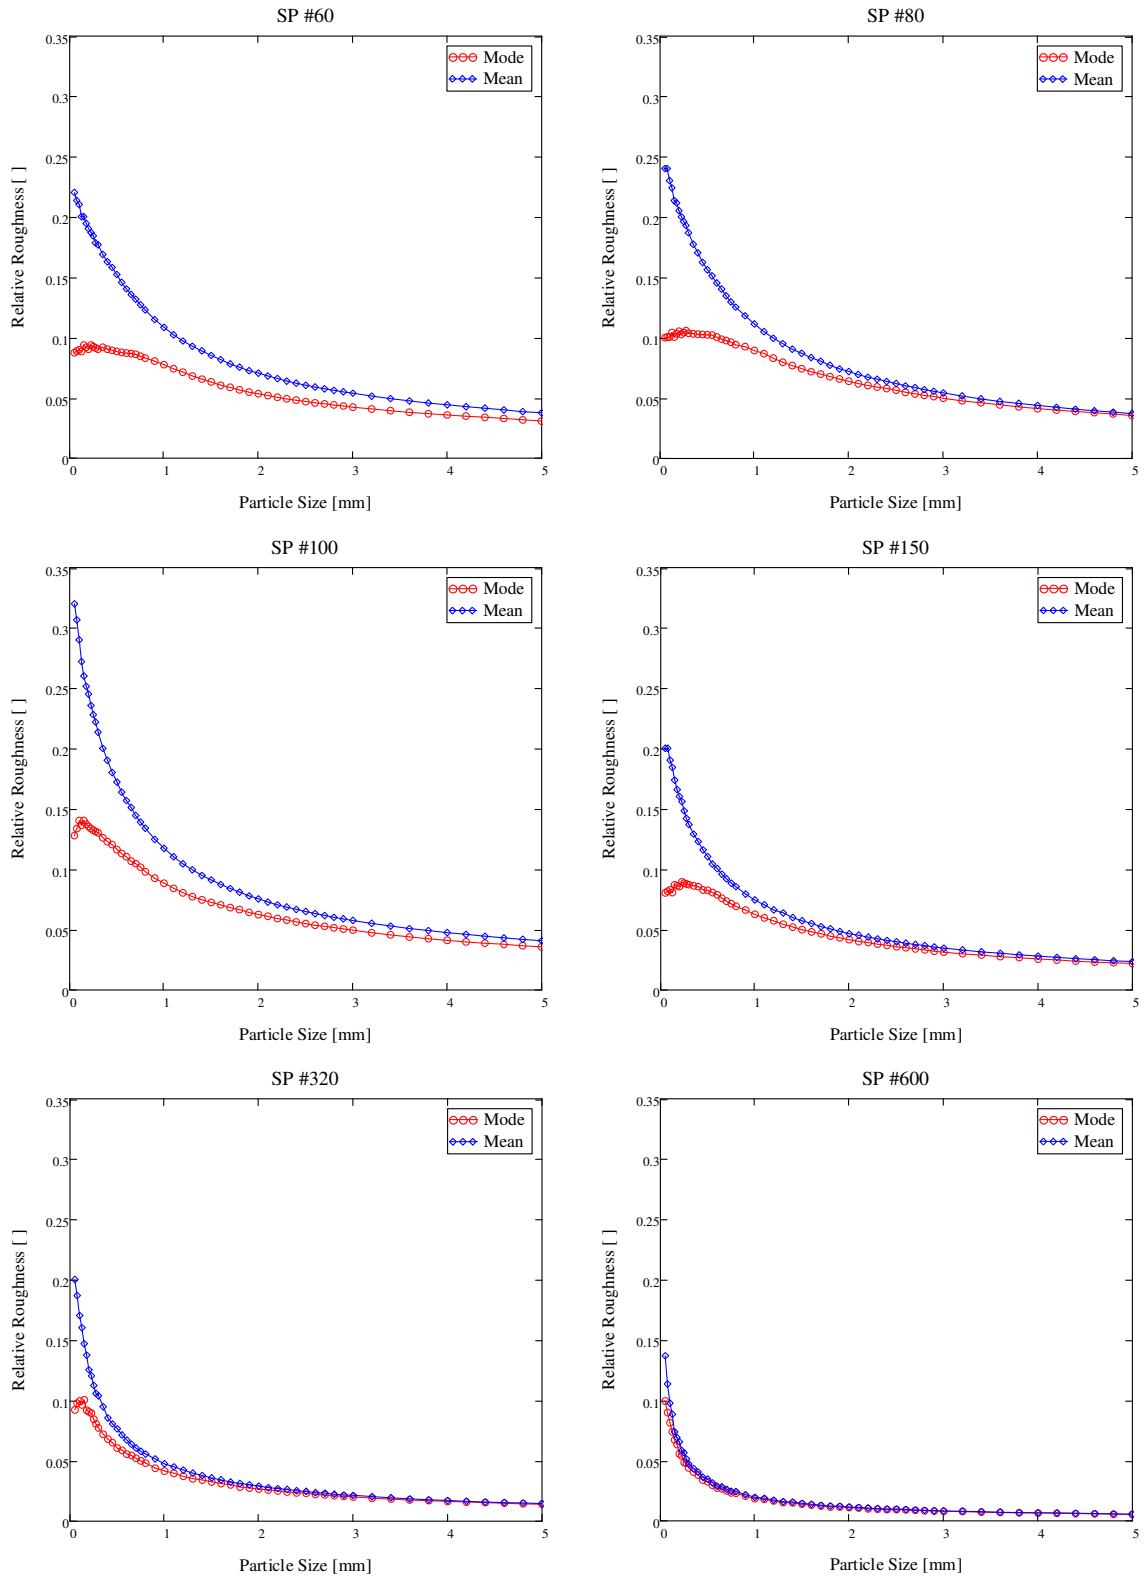 SP #60
0.35
0.3
0.25
0.2
0.15
0.1
0.05
0
0 1 2 3 4 5
Relative Roughness [ ]
Particle Size [mm]
Mode
Mean
SP #80
0.35
0.3
0.25
0.2
0.15
0.1
0.05
0
0 1 2 3 4 5
Relative Roughness [ ]
Particle Size [mm]
Mode
Mean
SP #100
0.35
0.3
0.25
0.2
0.15
0.1
0.05
0
0 1 2 3 4 5
Relative Roughness [ ]
Particle Size [mm]
Mode
Mean
SP #150
0.35
0.3
0.25
0.2
0.15
0.1
0.05
0
0 1 2 3 4 5
Relative Roughness [ ]
Particle Size [mm]
Mode
Mean
SP #320
0.35
0.3
0.25
0.2
0.15
0.1
0.05
0
0 1 2 3 4 5
Relative Roughness [ ]
Particle Size [mm]
Mode
Mean
SP #600
0.35
0.3
0.25
0.2
0.15
0.1
0.05
0
0 1 2 3 4 5
Relative Roughness [ ]
Particle Size [mm]
Mode
Mean